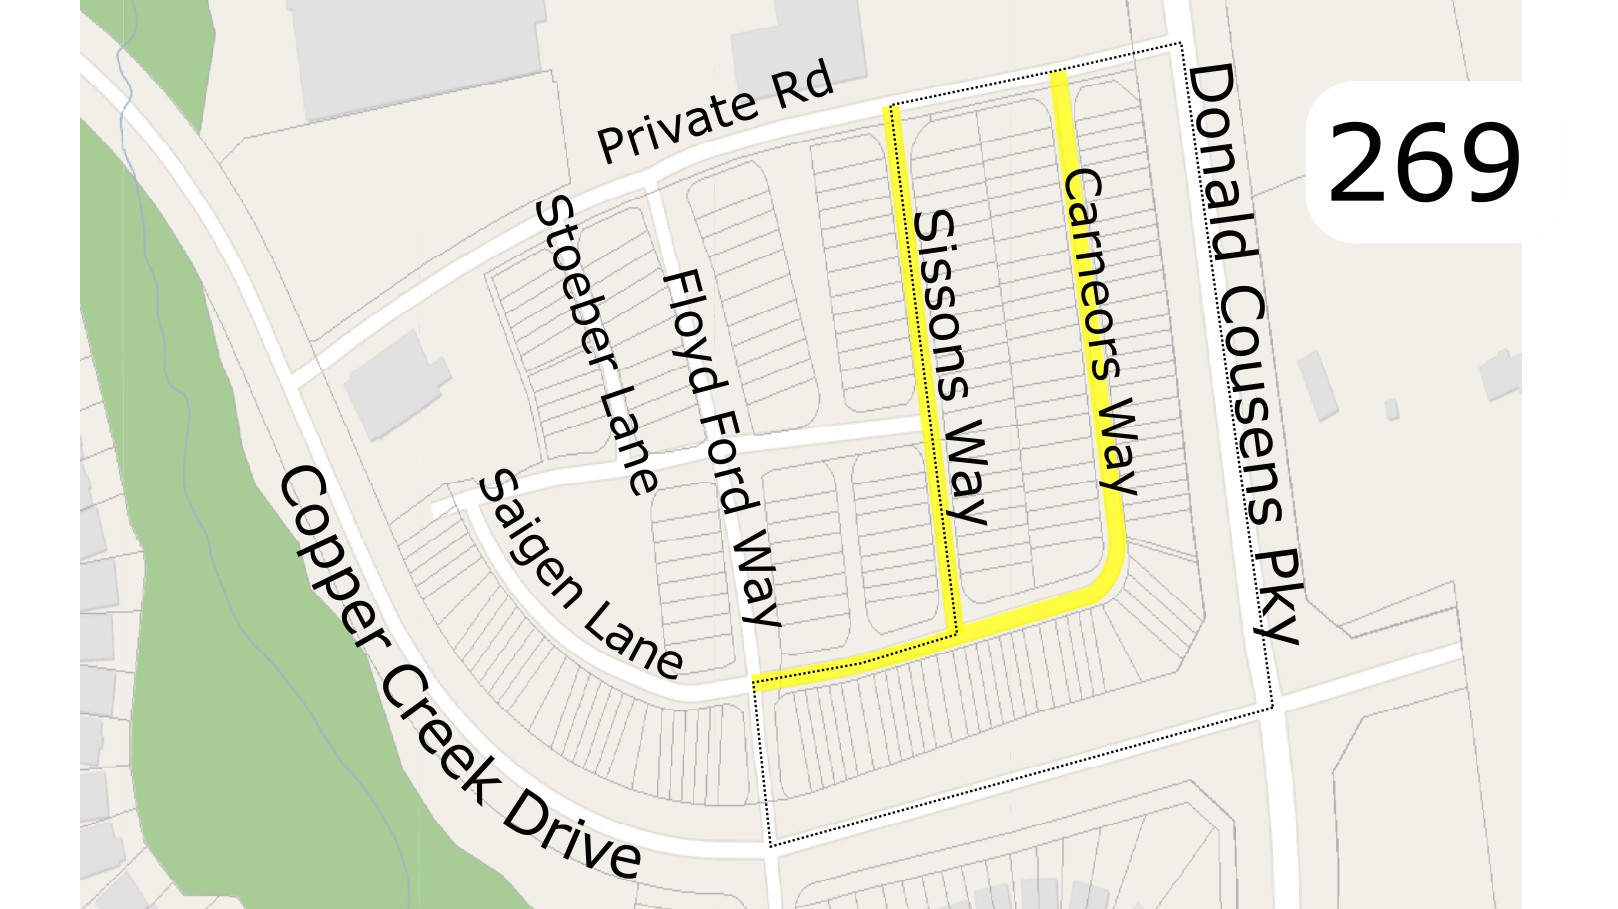 Private Rd
269
Donald Cousens Pky
Carneors Way
Sissons Way
Stoeber Lane
Floyd Ford Way
Saigen Lane
Copper Creek Drive